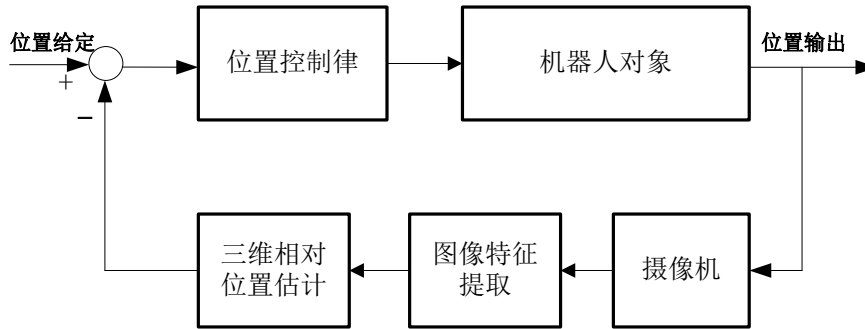 位置给定
位置控制律
机器人对象
位置输出
+
−
三维相对
位置估计
图像特征
提取
摄像机